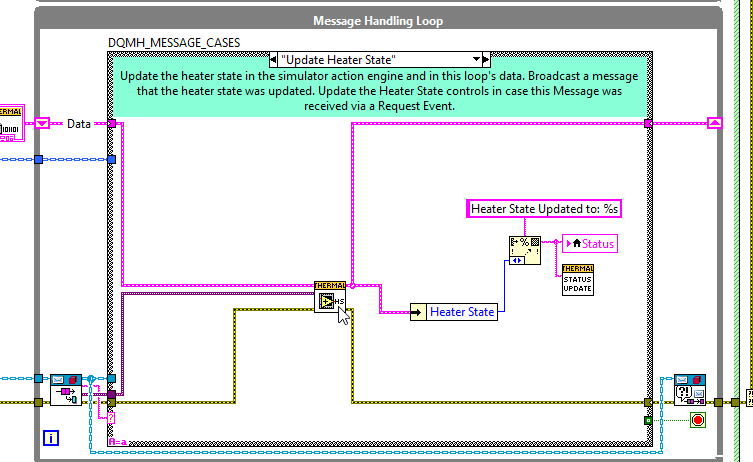 Message Handling Loop
DQMH_MESSAGE_CASES
"Update Heater State"
Update the heater state in the simulator action engine and in this loop's data. Broadcast a message
that the heater state was updated. Update the Heater State controls in case this Message was
received via a Request Event.
Data
Heater State Updated to: %s
Status
THERMAL
STATUS
UPDATE
THERMAL
HS
Heater State
i
A=a